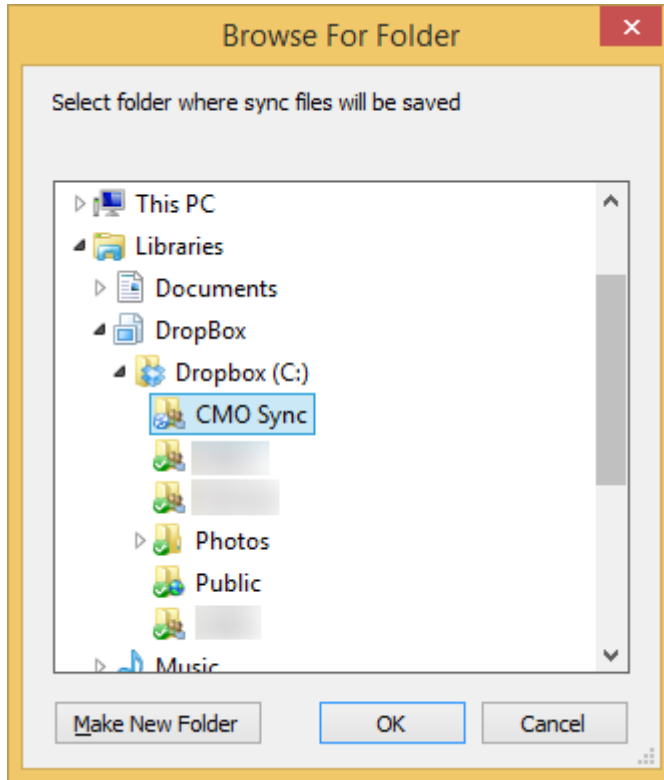 Browse For Folder
Select folder where sync files will be saved
This PC
Libraries
Documents
DropBox
Dropbox (C:)
CMO Sync
Photos
Public
Music
Make New Folder
OK
Cancel